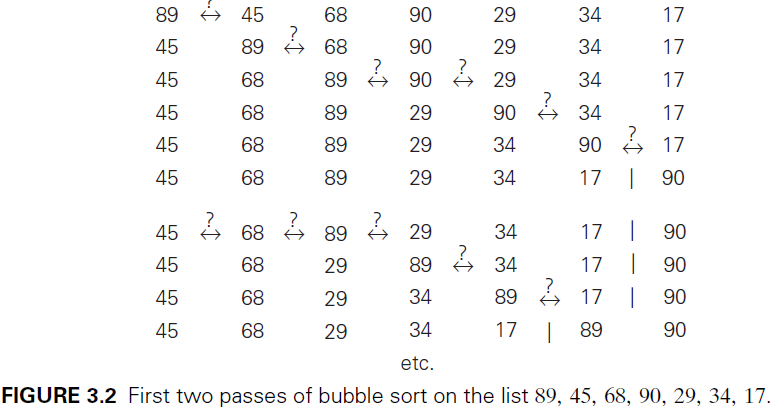 89 ?↔ 45 68 90 29 34 17
45 89 ?↔ 68 90 29 34 17
45 68 89 ?↔ 90 ?↔ 29 34 17
45 68 89 29 90 ?↔ 34 17
45 68 89 29 34 90 ?↔ 17
45 68 89 29 34 17 | 90
45 ?↔ 68 ?↔ 89 ?↔ 29 34 17 | 90
45 68 29 89 ?↔ 34 17 | 90
45 68 29 34 89 ?↔ 17 | 90
45 68 29 34 17 | 89 90
etc.
FIGURE 3.2 First two passes of bubble sort on the list 89, 45, 68, 90, 29, 34, 17.